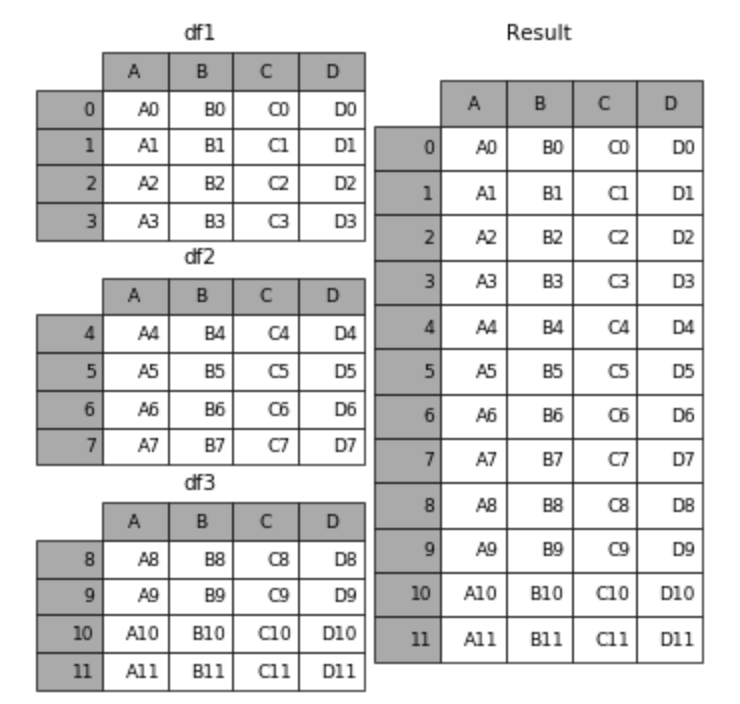 df1
A B C D
0 A0 B0 C0 D0
1 A1 B1 C1 D1
2 A2 B2 C2 D2
3 A3 B3 C3 D3
df2
A B C D
4 A4 B4 C4 D4
5 A5 B5 C5 D5
6 A6 B6 C6 D6
7 A7 B7 C7 D7
df3
A B C D
8 A8 B8 C8 D8
9 A9 B9 C9 D9
10 A10 B10 C10 D10
11 A11 B11 C11 D11
Result
A B C D
0 A0 B0 C0 D0
1 A1 B1 C1 D1
2 A2 B2 C2 D2
3 A3 B3 C3 D3
4 A4 B4 C4 D4
5 A5 B5 C5 D5
6 A6 B6 C6 D6
7 A7 B7 C7 D7
8 A8 B8 C8 D8
9 A9 B9 C9 D9
10 A10 B10 C10 D10
11 A11 B11 C11 D11